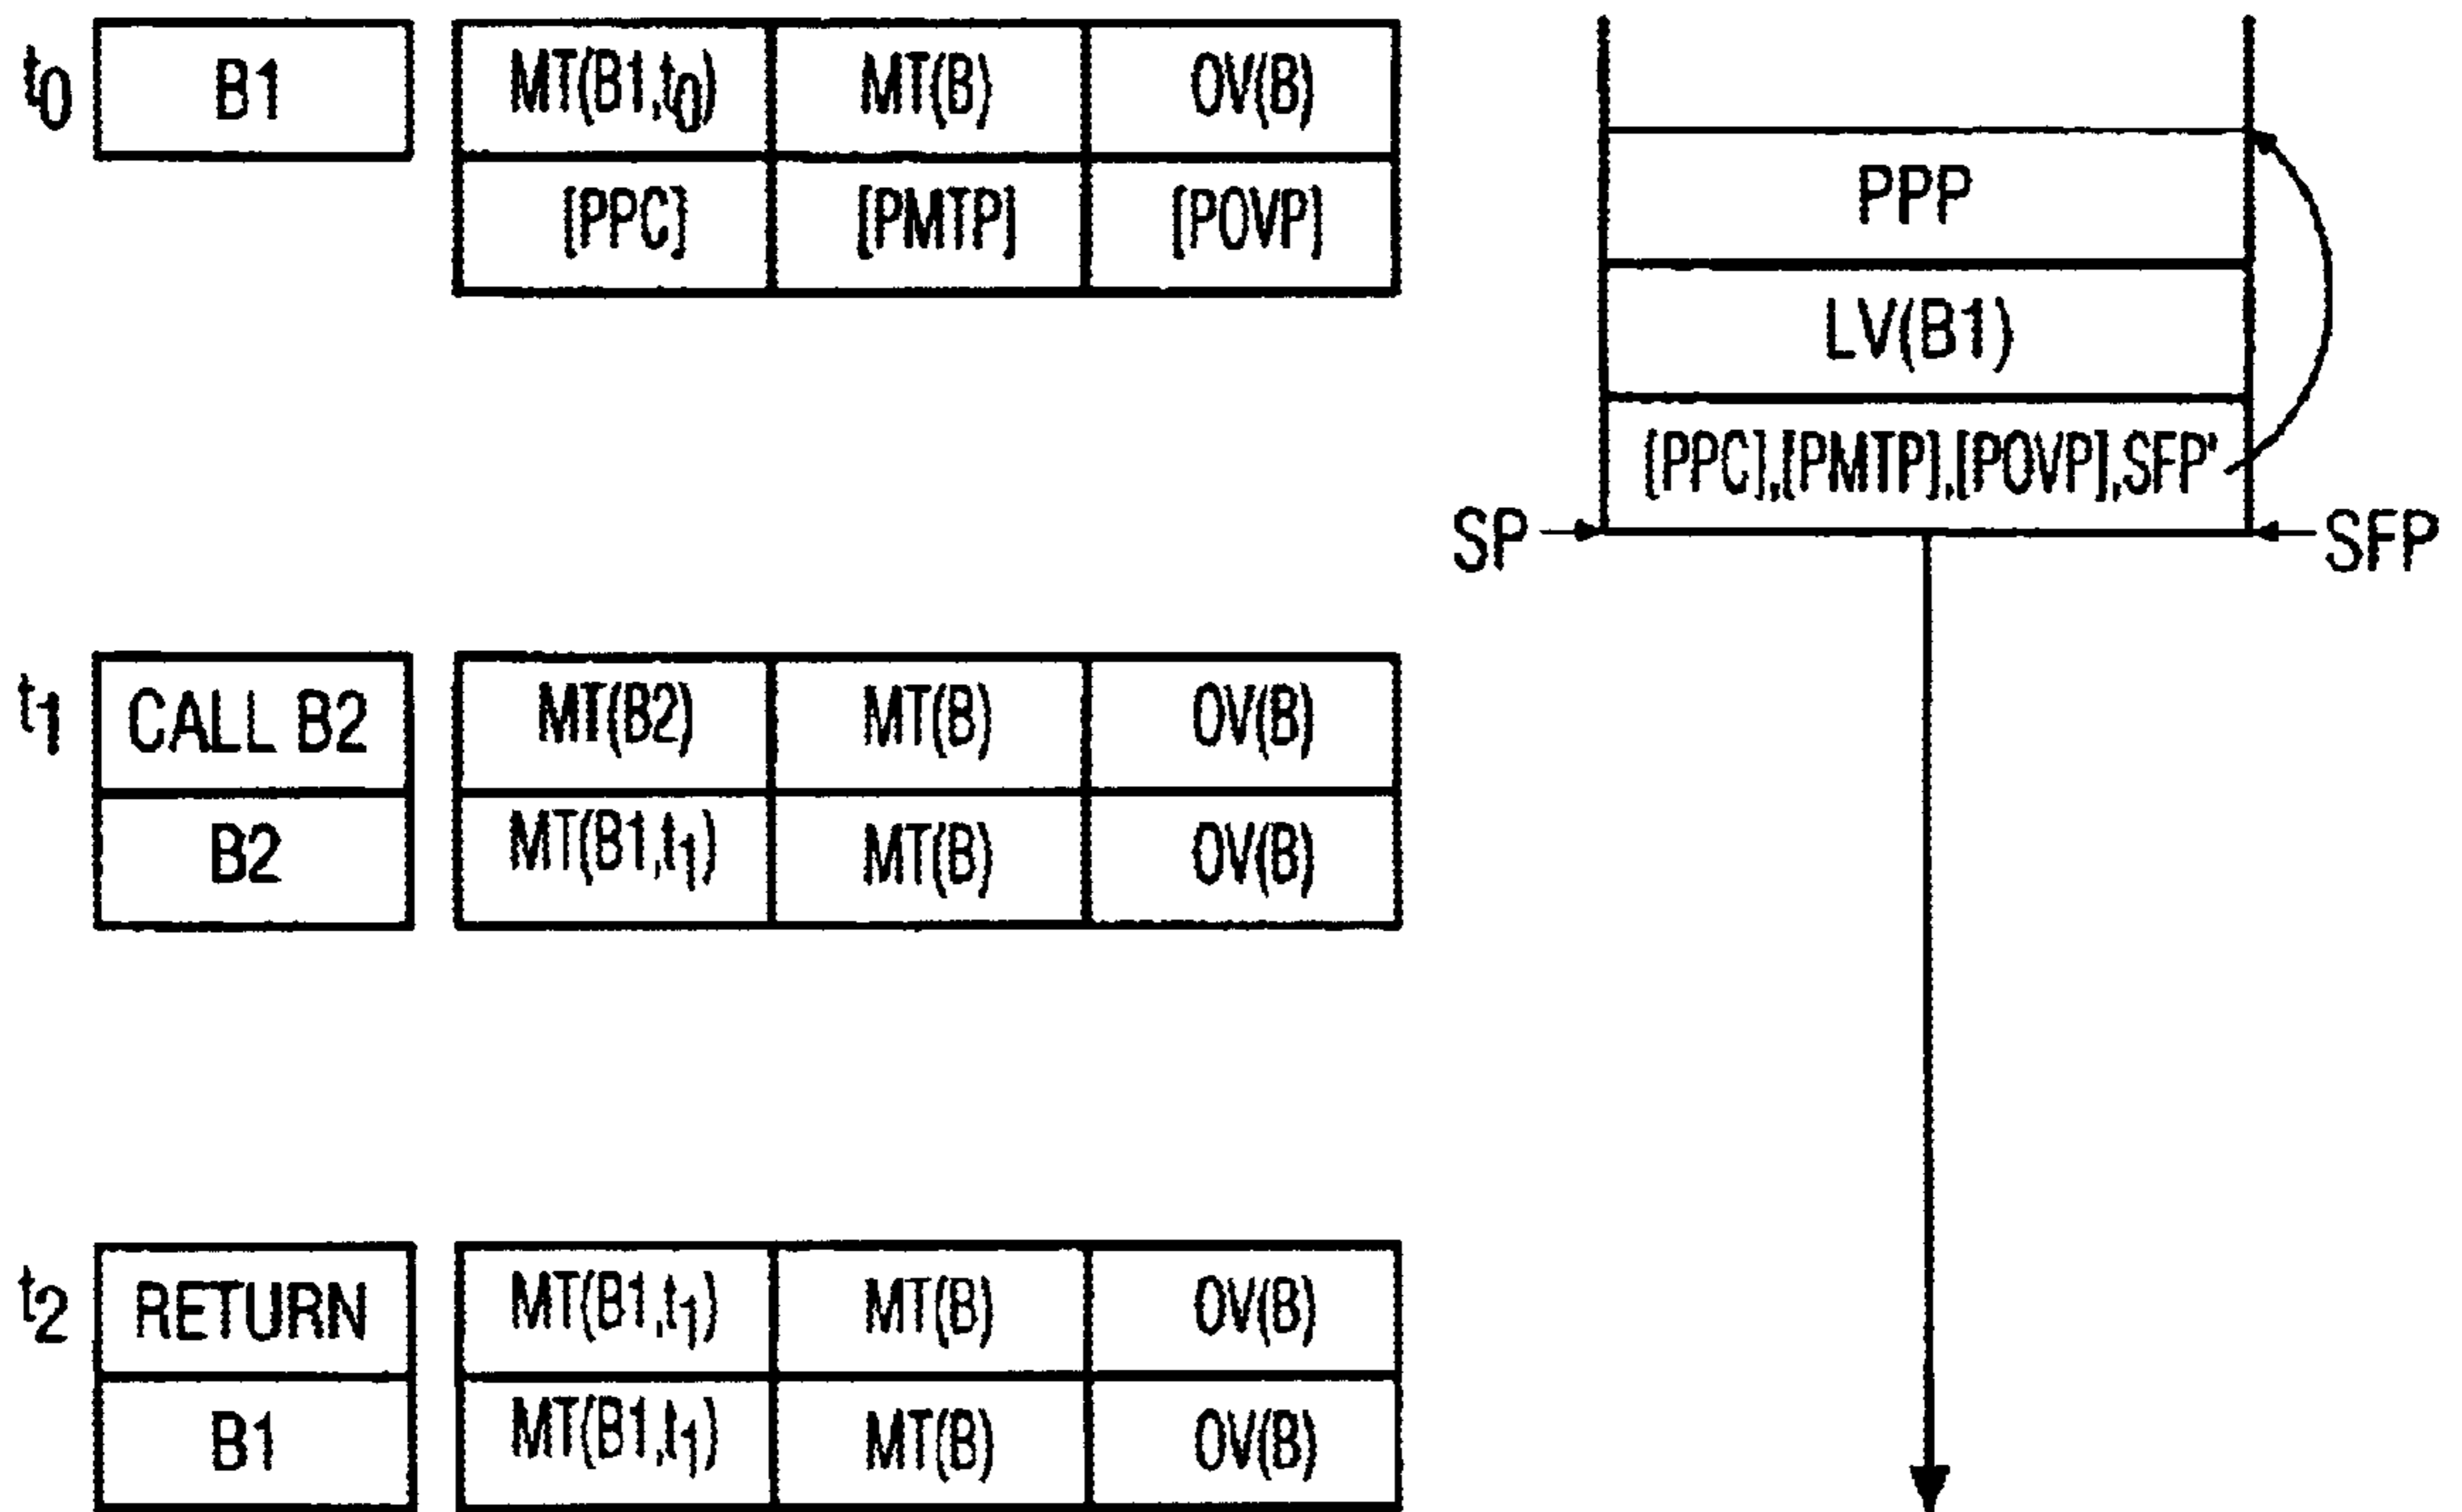 t0 B1 MT(B1,t0) MT(B) OV(B)
[PPC] [PMTP] [POVP]
PPP
LV(B1)
[PPC],[PMTP],[POVP],SFP'
SP SFP
t1 CALL B2 MT(B2) MT(B) OV(B)
B2 MT(B1,t1) MT(B) OV(B)
t2 RETURN MT(B1,t1) MT(B) OV(B)
B1 MT(B1,t1) MT(B) OV(B)